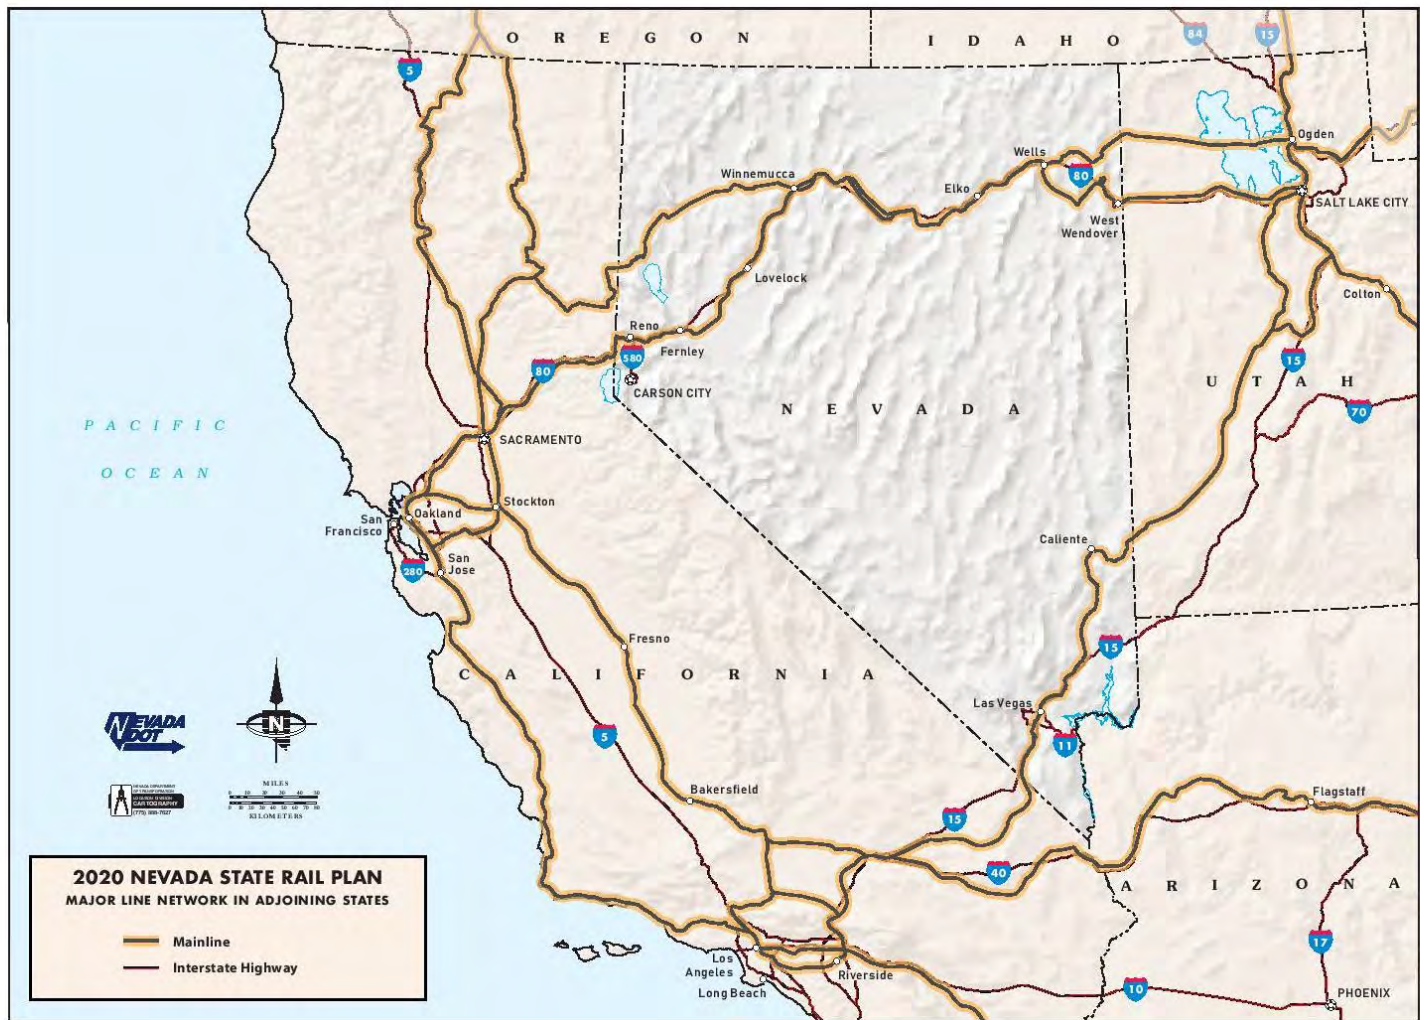 O R E G O N
I D A H O
84
15
5
Ogden
Wells
80
Winnemucca
Elko
SALT LAKE CITY
West
Wendover
Lovelock
Colton
Reno
Fernley
580
80
15
CARSON CITY
U T A H
N E V A D A
70
P A C I F I C
O C E A N
SACRAMENTO
Stockton
Oakland
San
Francisco
San
Jose
280
Caliente
Fresno
15
C A L I F O R N I A
Las Vegas
11
5
NEVADA
DOT
N
MILES
KILOMETERS
CARTOGRAPHY
Bakersfield
15
Flagstaff
40
A R I Z O N A
2020 NEVADA STATE RAIL PLAN
MAJOR LINE NETWORK IN ADJOINING STATES
Mainline
Interstate Highway
17
Los
Angeles
Riverside
Long Beach
10
PHOENIX